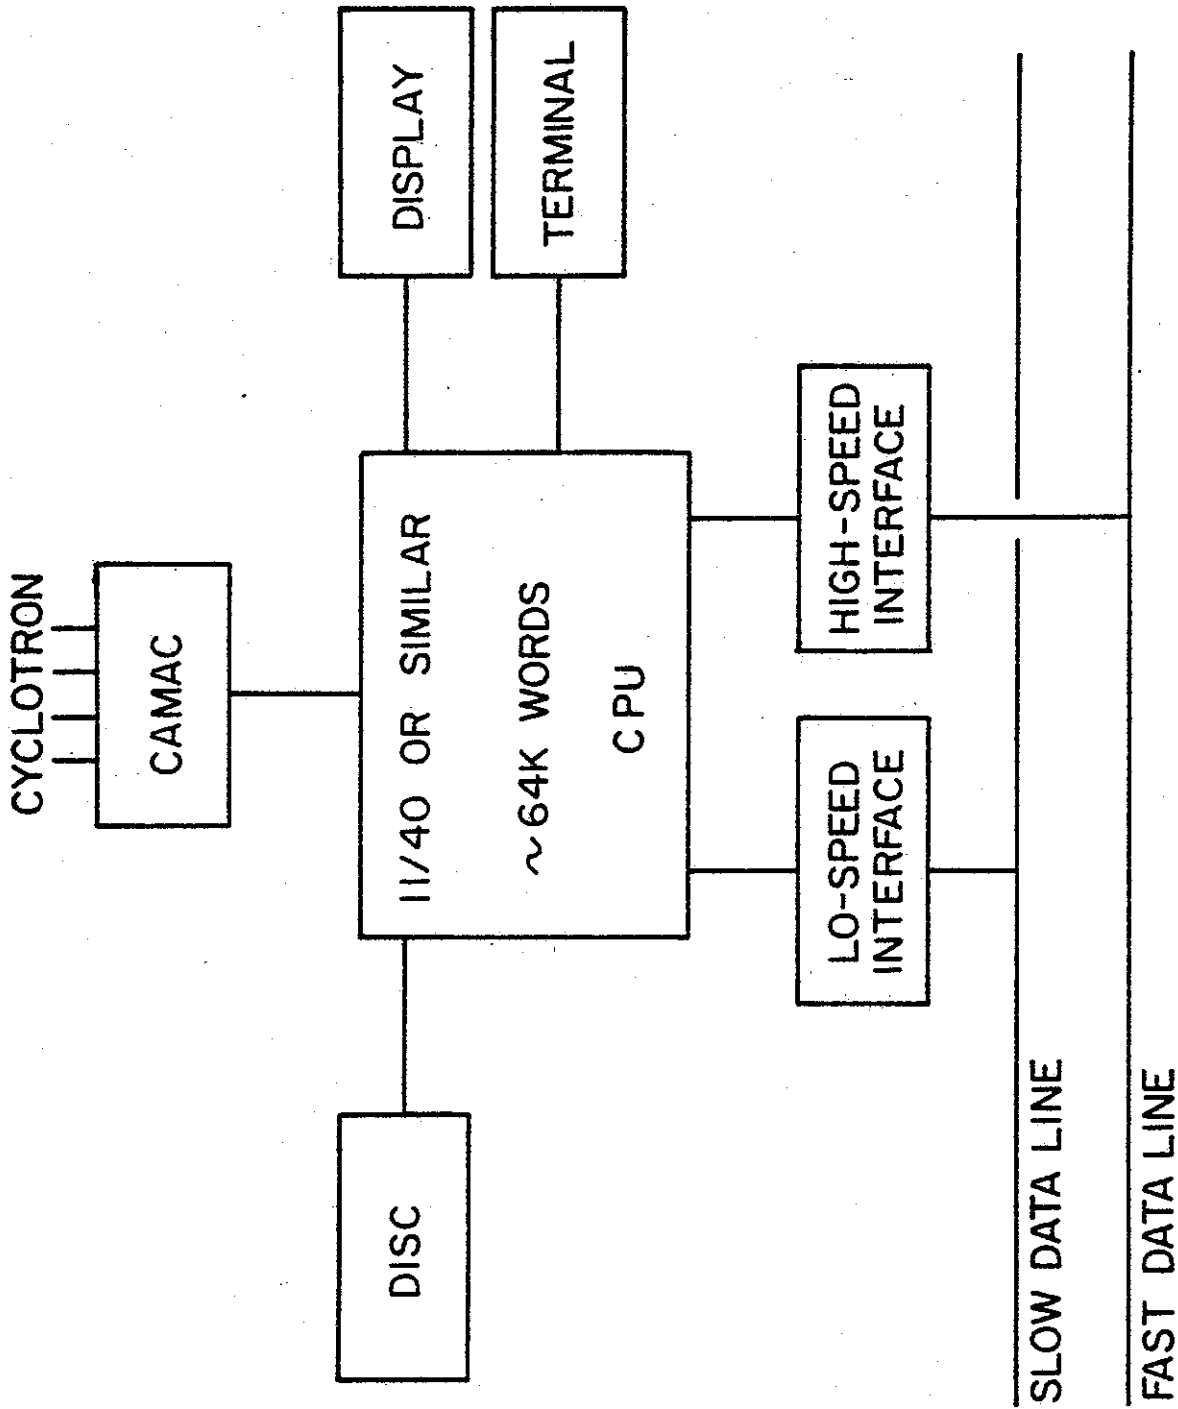 CYCLOTRON
CAMAC
DISC
11/40 OR SIMILAR
~64K WORDS
CPU
DISPLAY
TERMINAL
LO-SPEED
INTERFACE
HIGH-SPEED
INTERFACE
SLOW DATA LINE
FAST DATA LINE